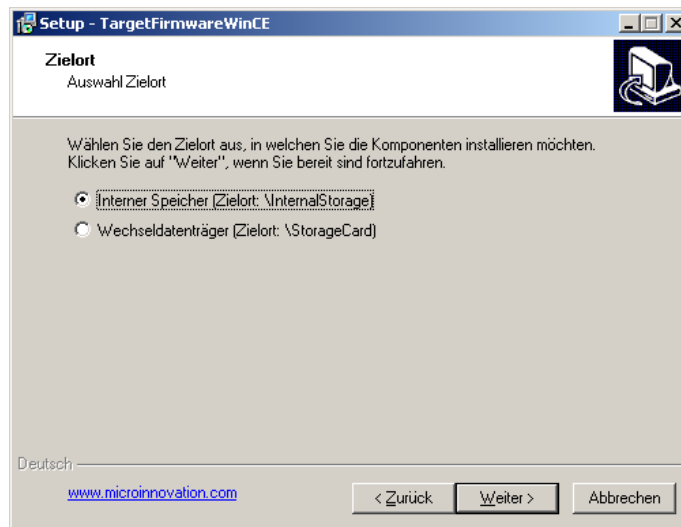 Setup - TargetFirmwareWinCE
Zielort
Auswahl Zielort
Wählen Sie den Zielort aus, in welchen Sie die Komponenten installieren möchten.
Klicken Sie auf "Weiter", wenn Sie bereit sind fortzufahren.
Interner Speicher (Zielort: \InternalStorage)
Wechseldatenträger (Zielort: \StorageCard)
Deutsch
www.microinnovation.com
< Zurück
Weiter >
Abbrechen